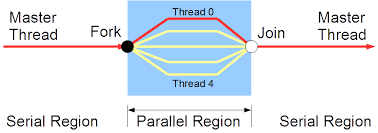 Thread 0
Master
Thread
Fork
Join
Master
Thread
Thread 4
Serial Region
Parallel Region
Serial Region